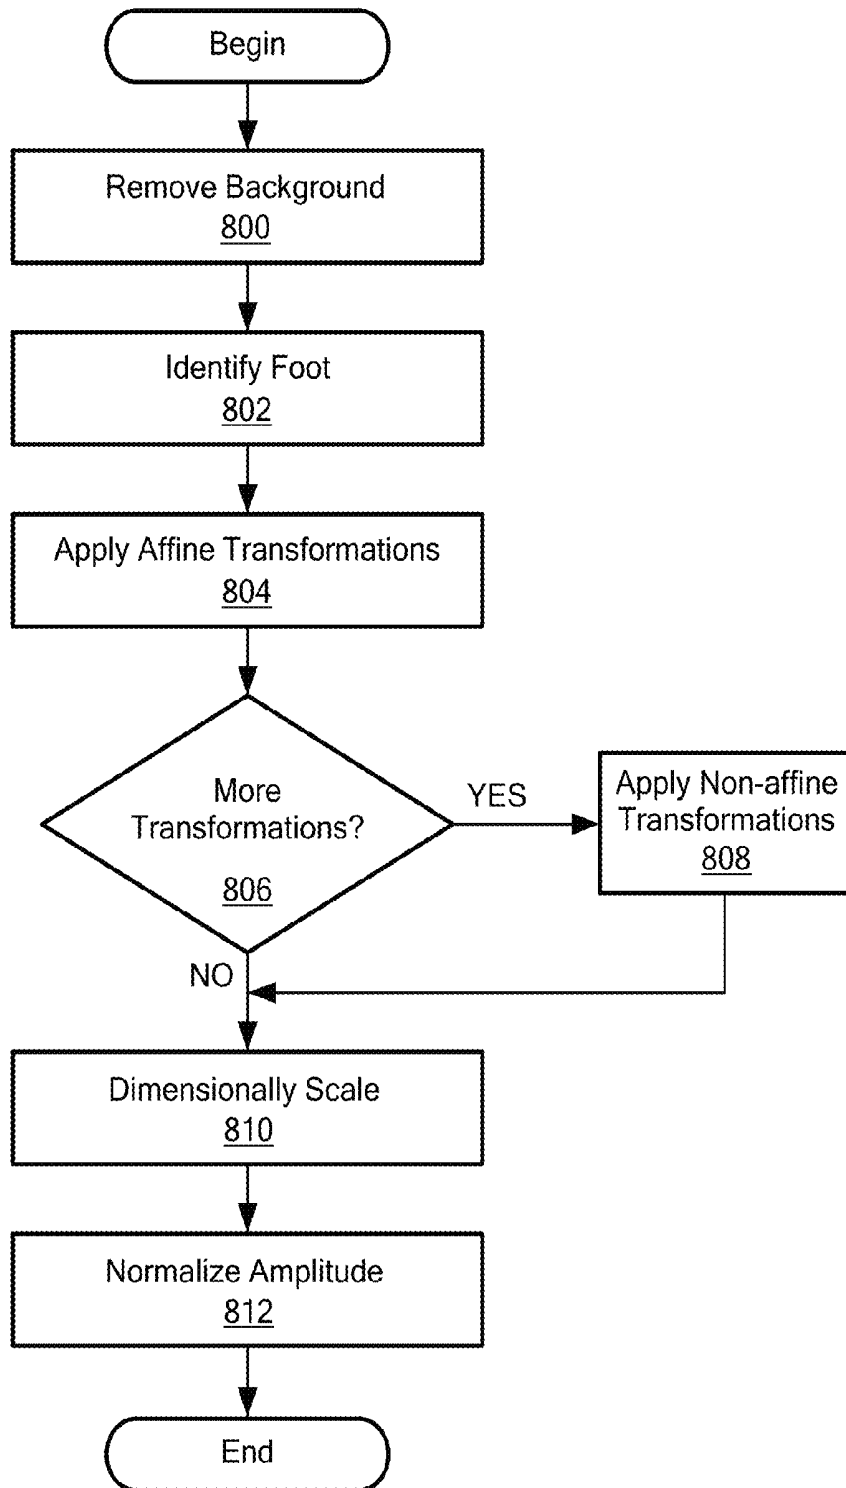 Begin
Remove Background
800
Identify Foot
802
Apply Affine Transformations
804
More
Transformations?
806
YES
Apply Non-affine
Transformations
808
NO
Dimensionally Scale
810
Normalize Amplitude
812
End